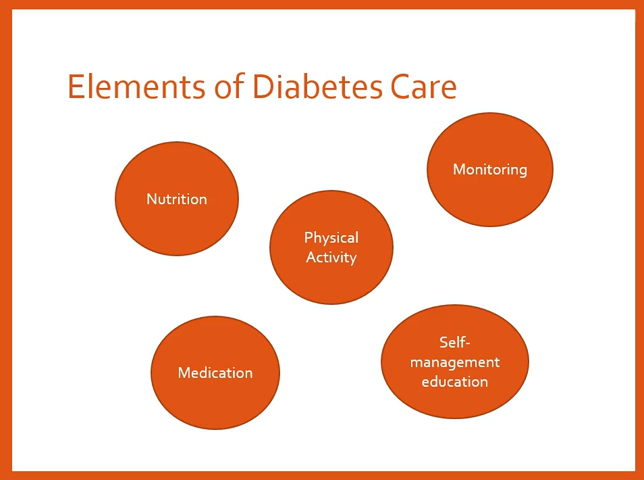 Elements of Diabetes Care
Nutrition
Monitoring
Physical
Activity
Medication
Self-
management
education